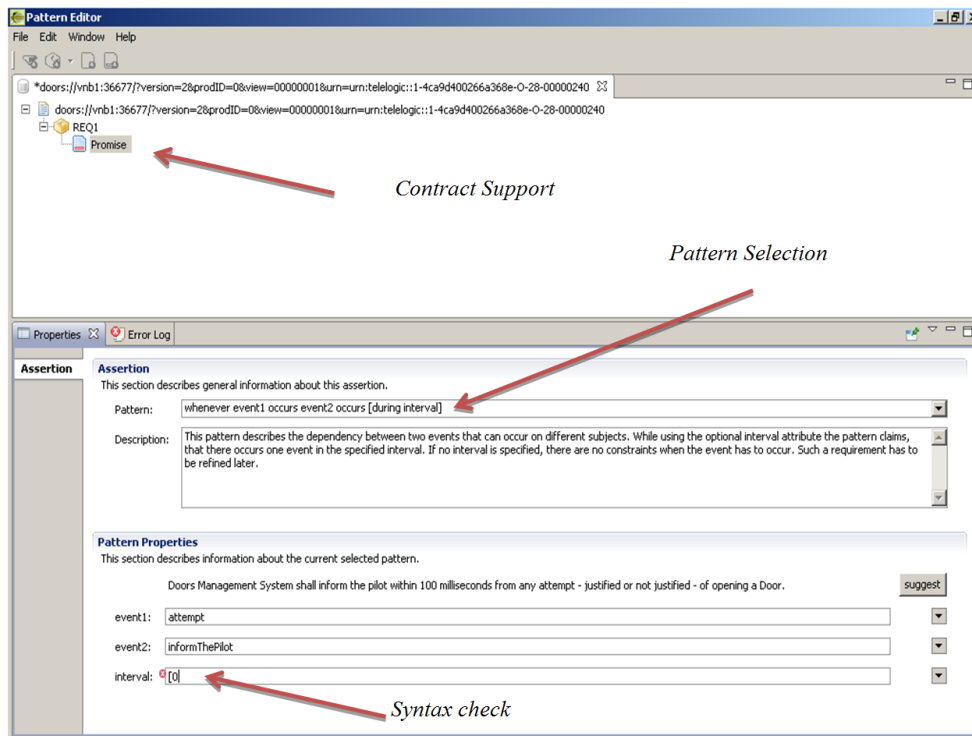 Pattern Editor
File Edit Window Help
*doors://vnb1:36677/?version=2&prodID=0&view=00000001&urn=urn:telelogic::1-4ca9d400266a368e-O-28-00000240
doors://vnb1:36677/?version=2&prodID=0&view=00000001&urn=urn:telelogic::1-4ca9d400266a368e-O-28-00000240
REQ1
Promise
Contract Support
Pattern Selection
Properties Error Log
Assertion
Assertion
This section describes general information about this assertion.
Pattern: whenever event1 occurs event2 occurs [during interval]
Description: This pattern describes the dependency between two events that can occur on different subjects. While using the optional interval attribute the pattern claims,
that there occurs one event in the specified interval. If no interval is specified, there are no constraints when the event has to occur. Such a requirement has to
be refined later.
Pattern Properties
This section describes information about the current selected pattern.
Doors Management System shall inform the pilot within 100 milliseconds from any attempt - justified or not justified - of opening a Door. suggest
event1: attempt
event2: informThePilot
interval: [0
Syntax check